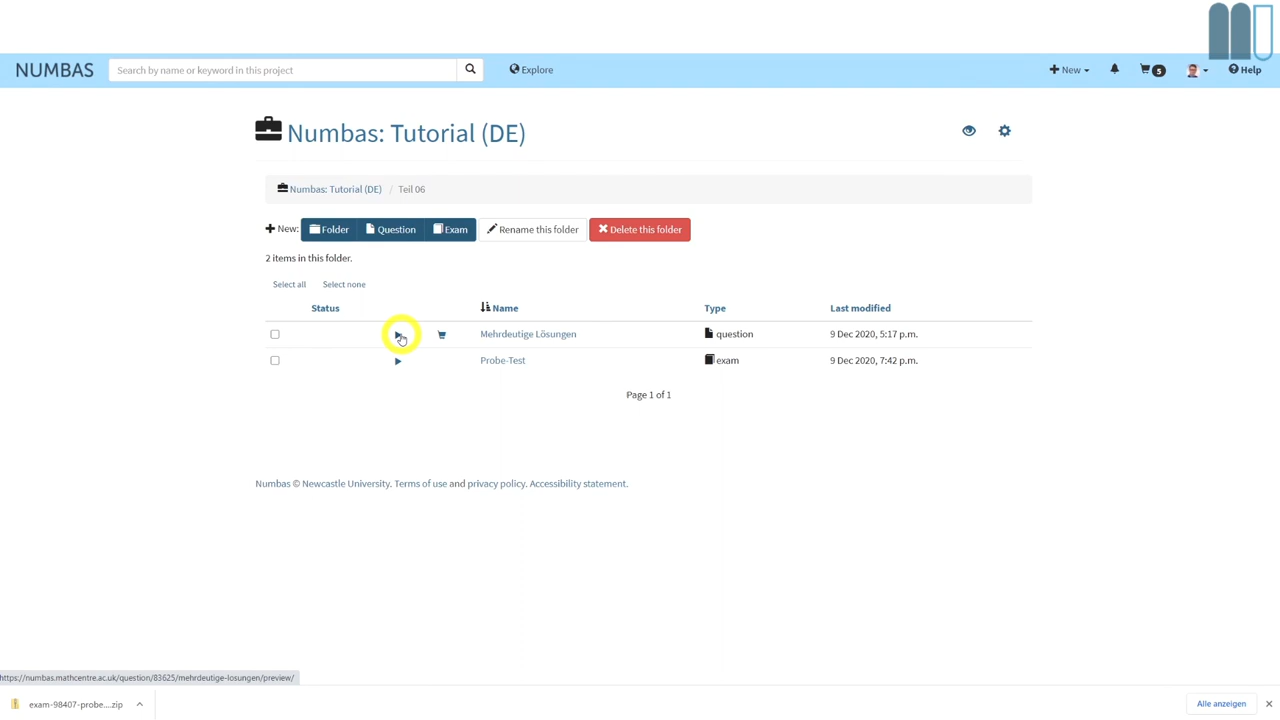 NUMBAS
Search by name or keyword in this project
Explore
New
5
Help
Numbas: Tutorial (DE)
Numbas: Tutorial (DE) / Teil 06
New: Folder Question Exam Rename this folder Delete this folder
2 items in this folder.
Select all Select none
Status Name Type Last modified
Mehrdeutige Lösungen question 9 Dec 2020, 5:17 p.m.
Probe-Test exam 9 Dec 2020, 7:42 p.m.
Page 1 of 1
Numbas © Newcastle University. Terms of use and privacy policy. Accessibility statement.
https://numbas.mathcentre.ac.uk/question/83625/mehrdeutige-losungen/preview/
exam-98407-probe....zip
Alle anzeigen